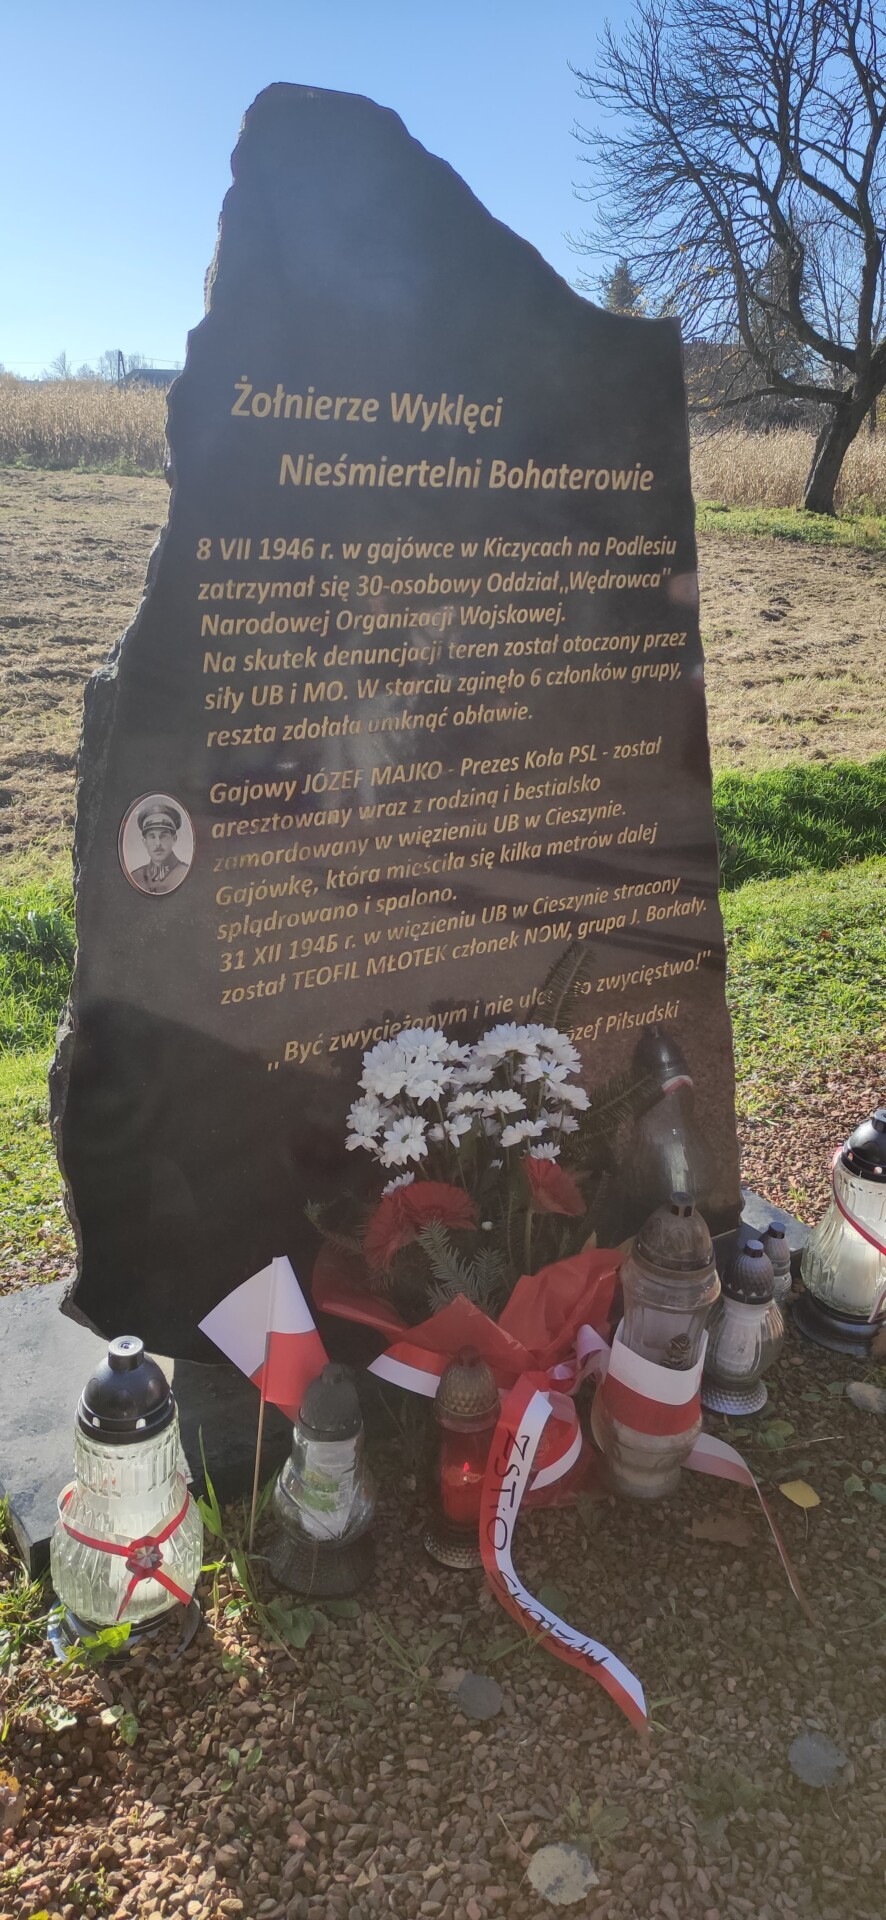 Żołnierze Wyklęci
Nieśmiertelni Bohaterowie
8 VII 1946 r. w gajówce w Kiczycach na Podlesiu
zatrzymał się 30-osobowy Oddział „Wędrowca"
Narodowej Organizacji Wojskowej.
Na skutek denuncjacji teren został otoczony przez
siły UB i MO. W starciu zginęło 6 członków grupy,
reszta zdołała umknąć obławie.
Gajowy JÓZEF MAJKO - Prezes Koła PSL - został
aresztowany wraz z rodziną i bestialsko
zamordowany w więzieniu UB w Cieszynie.
Gajówkę, która mieściła się kilka metrów dalej
splądrowano i spalono.
31 XII 1946 r. w więzieniu UB w Cieszynie stracony
został TEOFIL MŁOTEK członek NOW, grupa J. Borkały.
„Być zwyciężonym i nie ule o zwycięstwo!"
zef Piłsudski